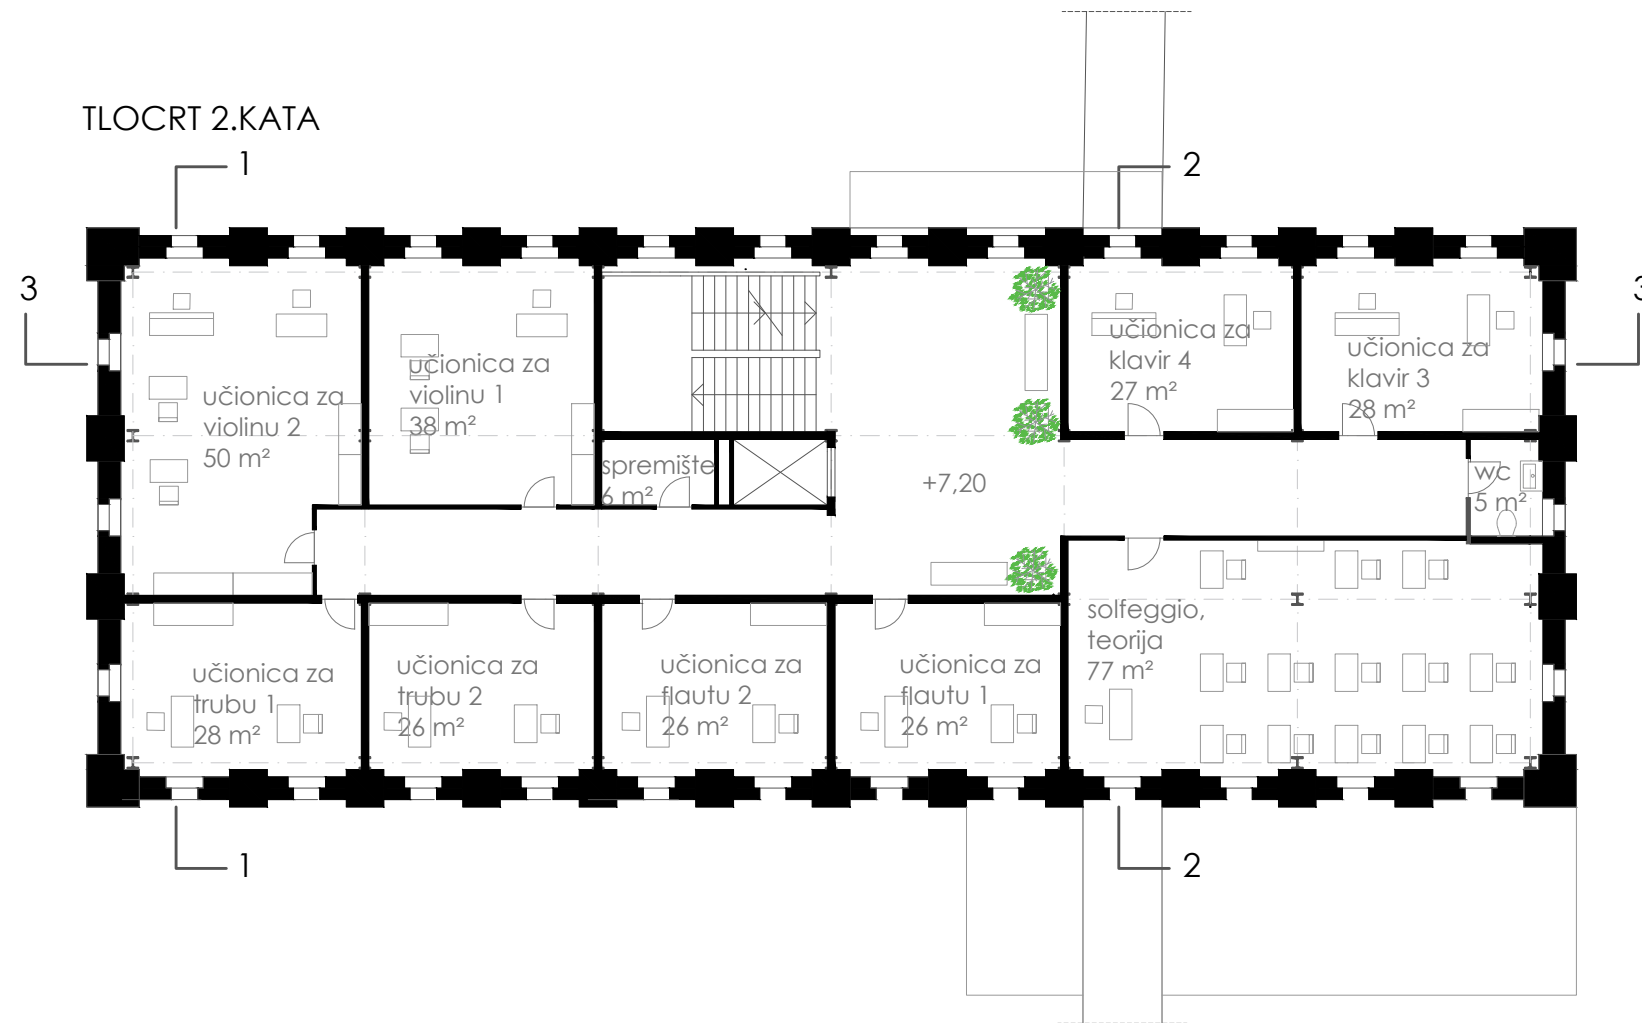 TLOCRT 2.KATA
1
2
3
3
učionica za
violinu 2
50 m²
učionica za
violinu 1
38 m²
učionica za
klavir 4
27 m²
učionica za
klavir 3
28 m²
spremište
6 m²
+7,20
wc
5 m²
učionica za
trubu 1
28 m²
učionica za
trubu 2
26 m²
učionica za
flautu 2
26 m²
učionica za
flautu 1
26 m²
solfeggio,
teorija
77 m²
1
2